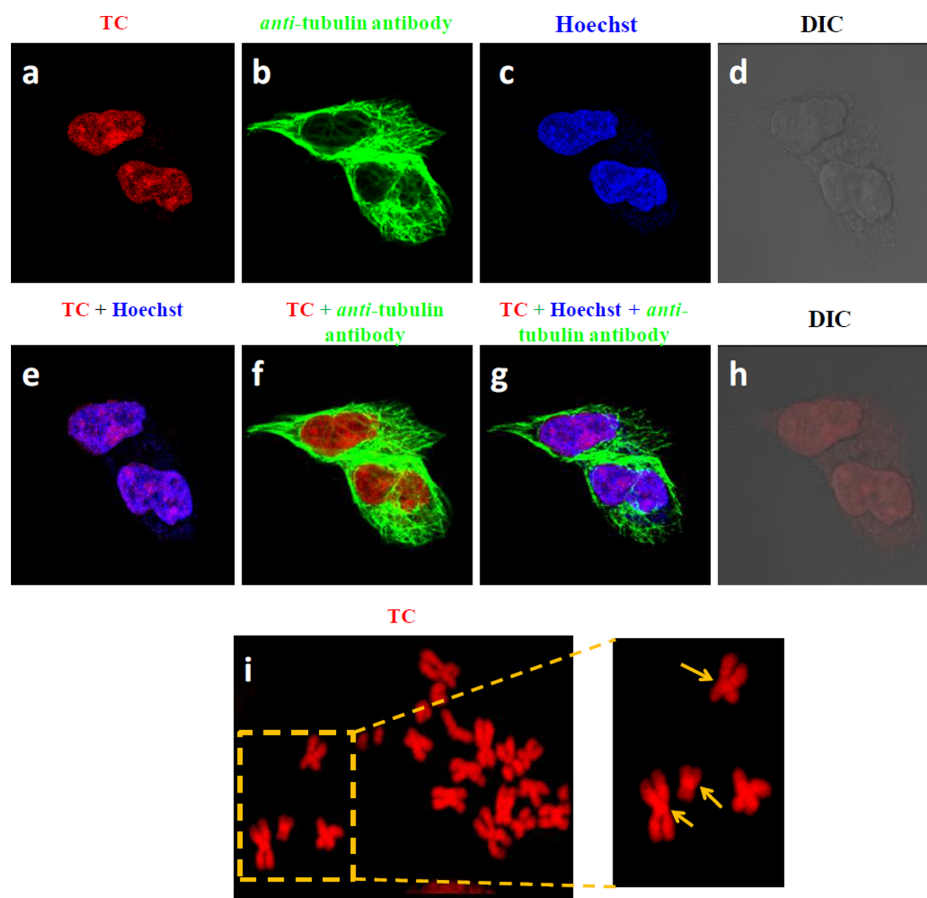 TC
anti-tubulin antibody
Hoechst
DIC
a
b
c
d
TC + Hoechst
TC + anti-tubulin
antibody
TC + Hoechst + anti-
tubulin antibody
DIC
e
f
g
h
TC
i